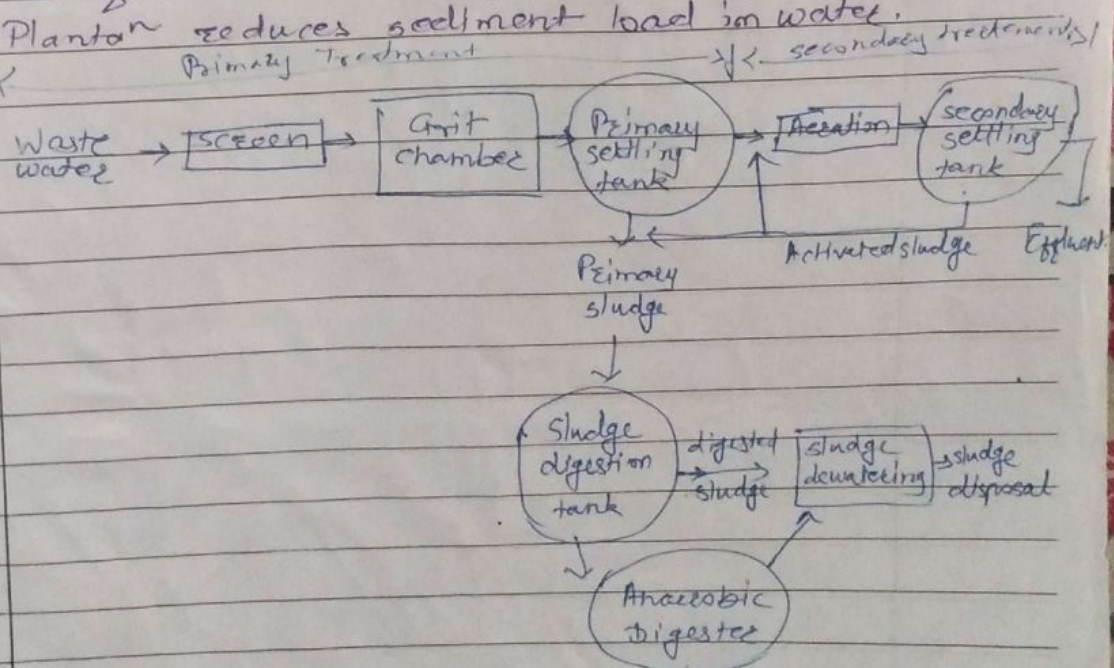 Plantan reduces sediment load in water.
Primary Treatment
secondary treatment
Waste
water
screen
Grit
chamber
Primary
settling
tank
Aeration
secondary
settling
tank
Activated sludge
Effluent
Primary
sludge
Sludge
digestion
tank
digested
sludge
sludge
dewatering
sludge
disposal
Anaerobic
Digester